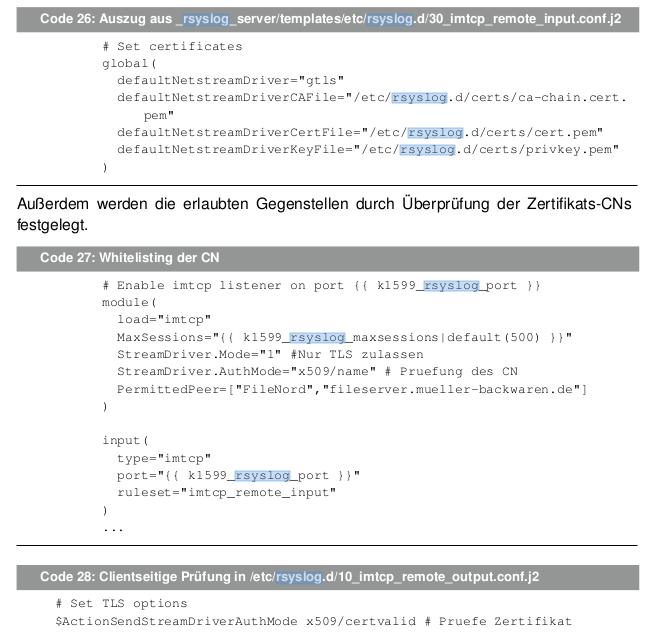 Code 26: Auszug aus _rsyslog_server/templates/etc/rsyslog.d/30_imtcp_remote_input.conf.j2
# Set certificates
global(
defaultNetstreamDriver="gtls"
defaultNetstreamDriverCAFile="/etc/rsyslog.d/certs/ca-chain.cert.
pem"
defaultNetstreamDriverCertFile="/etc/rsyslog.d/certs/cert.pem"
defaultNetstreamDriverKeyFile="/etc/rsyslog.d/certs/privkey.pem"
)
Außerdem werden die erlaubten Gegenstellen durch Überprüfung der Zertifikats-CNs
festgelegt.
Code 27: Whitelisting der CN
# Enable imtcp listener on port {{ k1599_rsyslog_port }}
module(
load="imtcp"
MaxSessions="{{ k1599_rsyslog_maxsessions|default(500) }}"
StreamDriver.Mode="1" #Nur TLS zulassen
StreamDriver.AuthMode="x509/name" # Pruefung des CN
PermittedPeer=["FileNord","fileserver.mueller-backwaren.de"]
)
input(
type="imtcp"
port="{{ k1599_rsyslog_port }}"
ruleset="imtcp_remote_input"
)
...
Code 28: Clientseitige Prüfung in /etc/rsyslog.d/10_imtcp_remote_output.conf.j2
# Set TLS options
$ActionSendStreamDriverAuthMode x509/certvalid # Pruefe Zertifikat